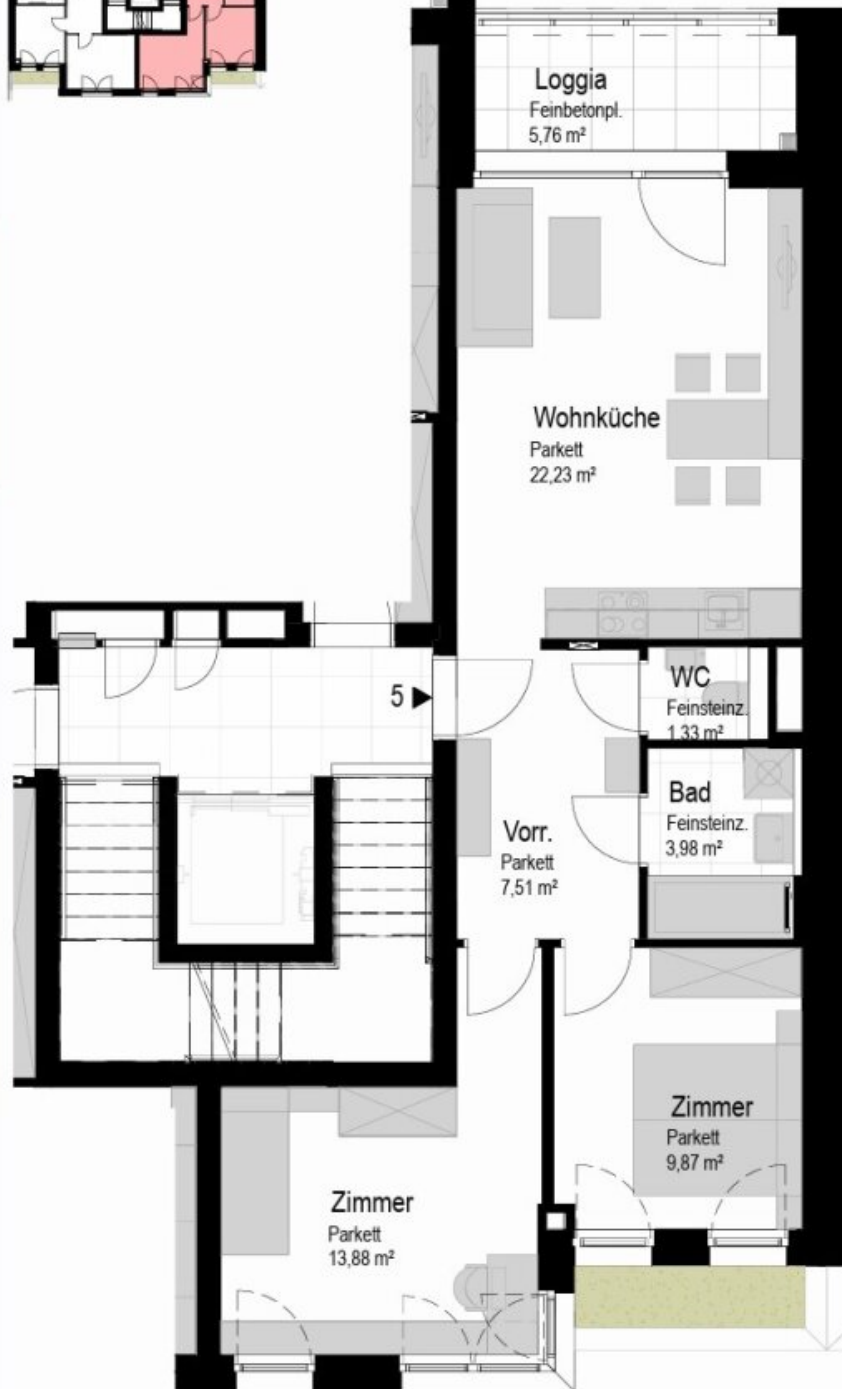 Loggia
Feinbetonpl.
5,76 m²
Wohnküche
Parkett
22,23 m²
5
WC
Feinsteinz.
1,33 m²
Bad
Feinsteinz.
3,98 m²
Vorr.
Parkett
7,51 m²
Zimmer
Parkett
9,87 m²
Zimmer
Parkett
13,88 m²